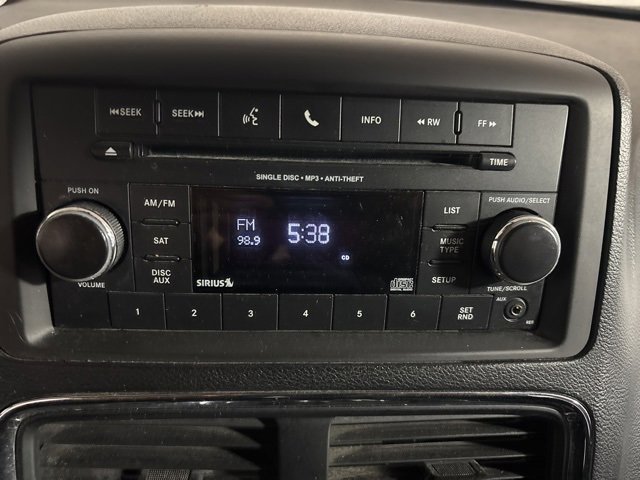 SEEK SEEK INFO RW FF
TIME
SINGLE DISC • MP3 • ANTI-THEFT
PUSH ON
VOLUME
AM/FM
SAT
DISC
AUX
FM
98.9
5:38
CD
SIRIUS
LIST
MUSIC
TYPE
SETUP
PUSH AUDIO/SELECT
TUNE/SCROLL
1 2 3 4 5 6
SET
RND
AUX